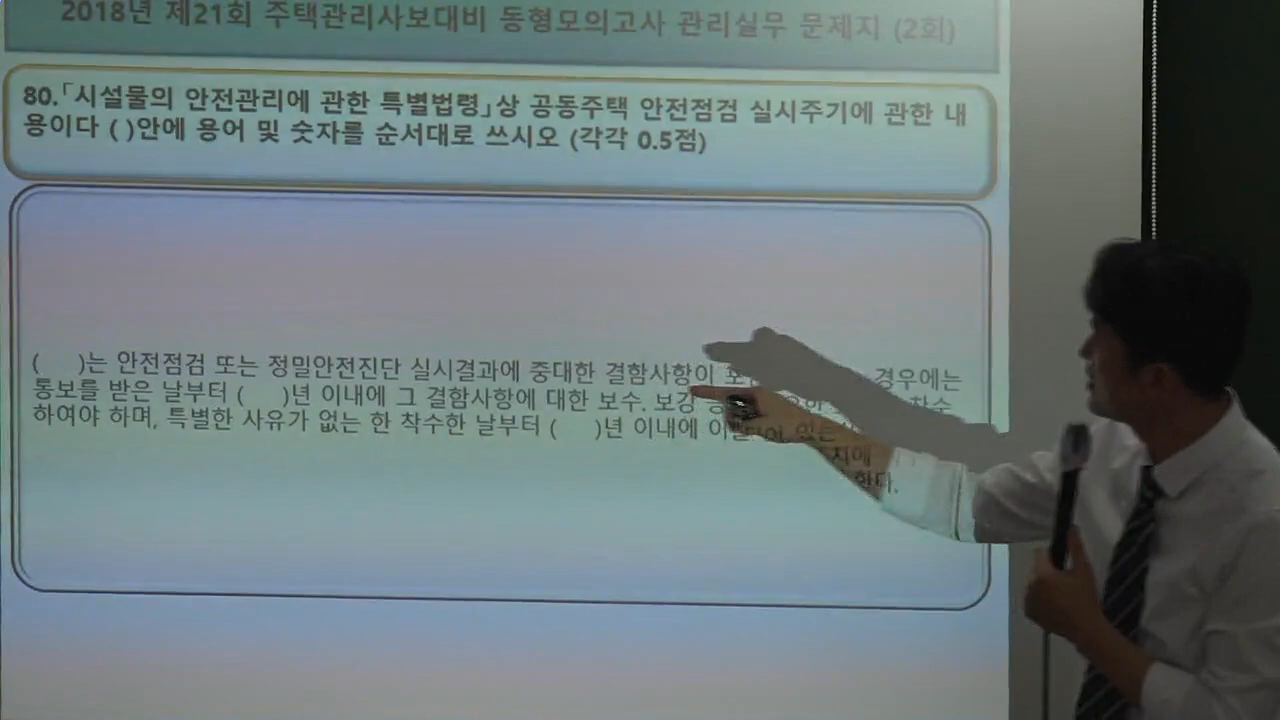 2018년 제21회 주택관리사보대비 동형모의고사 관리실무 문제지 (2회)
80.「시설물의 안전관리에 관한 특별법령」상 공동주택 안전점검 실시주기에 관한 내
용이다 ( )안에 용어 및 숫자를 순서대로 쓰시오 (각각 0.5점)
( )는 안전점검 또는 정밀안전진단 실시결과에 중대한 결함사항이 경우에는
통보를 받은 날부터 ( )년 이내에 그 결함사항에 대한 보수. 보강 착수
하여야 하며, 특별한 사유가 없는 한 착수한 날부터 ( )년 이내에
한다.